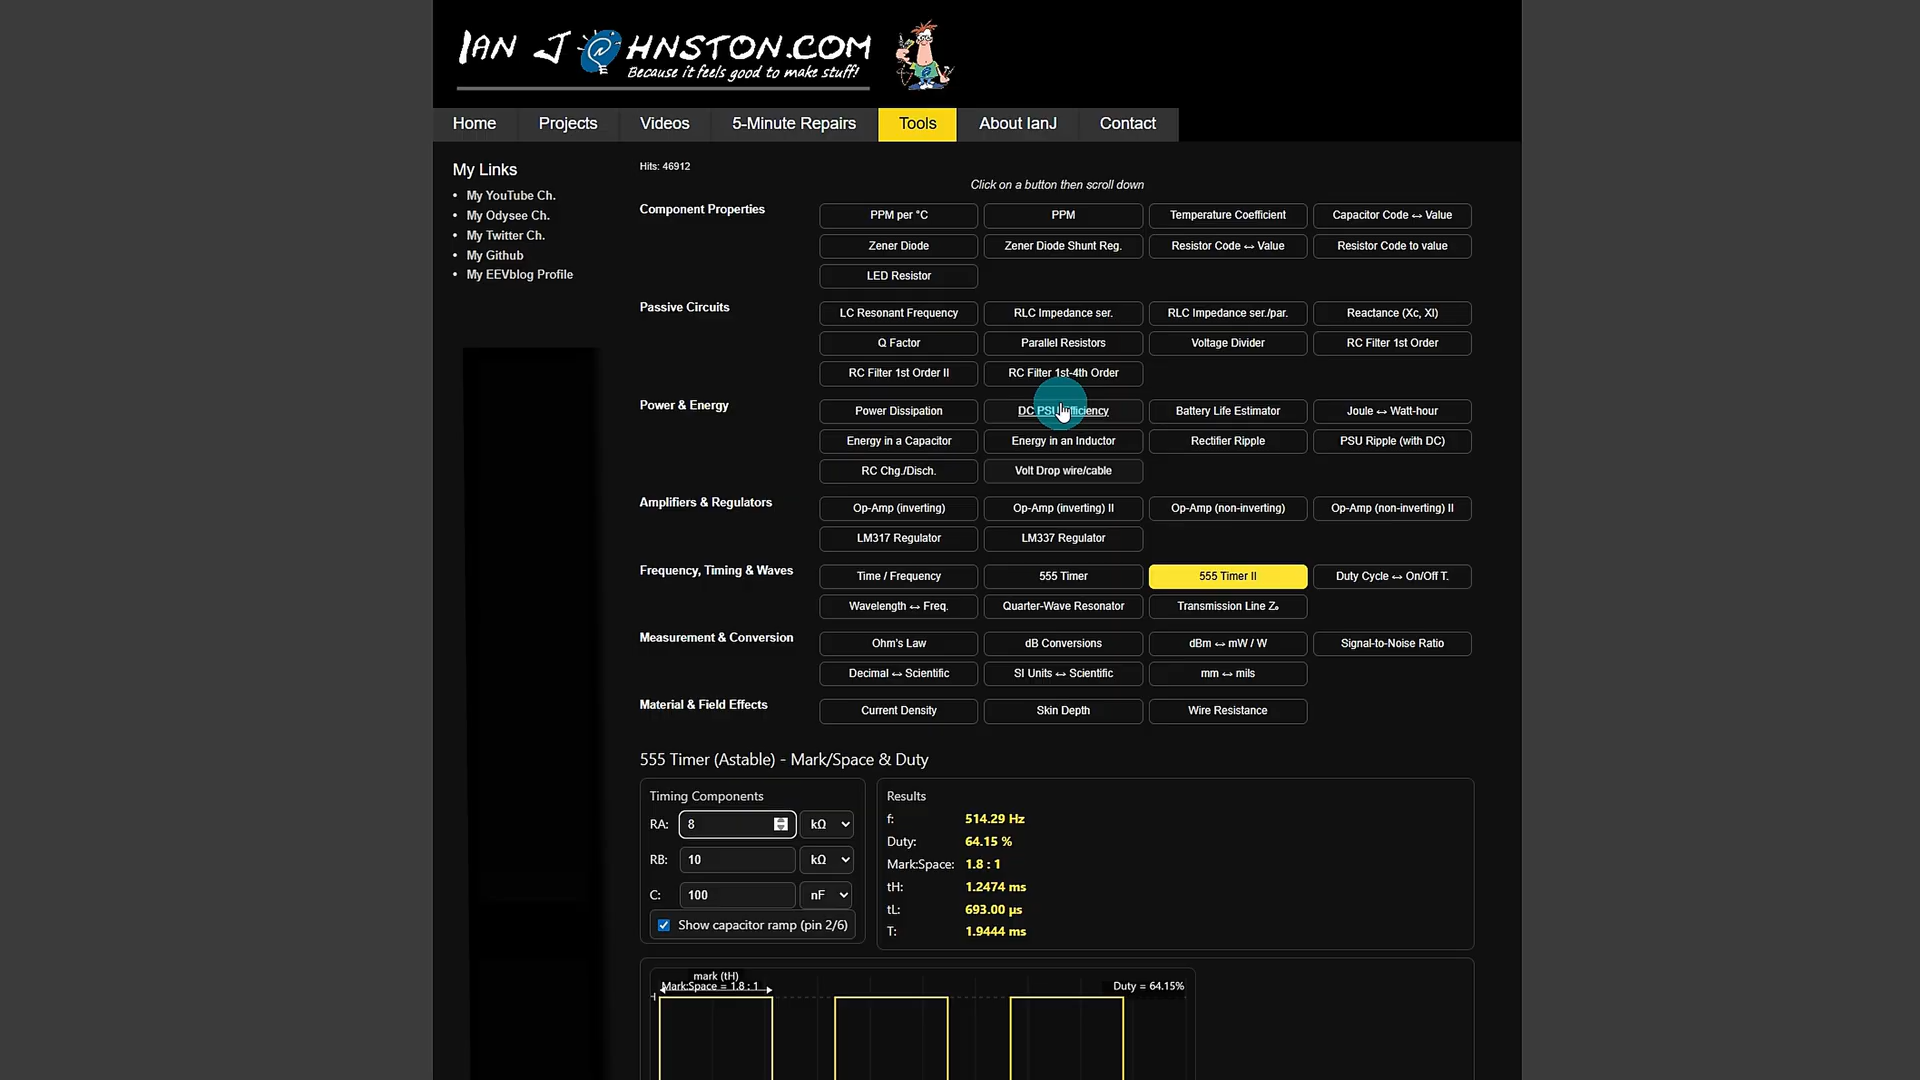 IAN JOHNSTON.COM
Because it feels good to make stuff!
Home Projects Videos 5-Minute Repairs Tools About IanJ Contact
My Links
• My YouTube Ch.
• My Odysee Ch.
• My Twitter Ch.
• My Github
• My EEVblog Profile
Hits: 46912
Click on a button then scroll down
Component Properties
PPM per °C PPM Temperature Coefficient Capacitor Code ↔ Value
Zener Diode Zener Diode Shunt Reg. Resistor Code ↔ Value Resistor Code to value
LED Resistor
Passive Circuits
LC Resonant Frequency RLC Impedance ser. RLC Impedance ser./par. Reactance (Xc, Xl)
Q Factor Parallel Resistors Voltage Divider RC Filter 1st Order
RC Filter 1st Order II RC Filter 1st-4th Order
Power & Energy
Power Dissipation DC PSU Efficiency Battery Life Estimator Joule ↔ Watt-hour
Energy in a Capacitor Energy in an Inductor Rectifier Ripple PSU Ripple (with DC)
RC Chg./Disch. Volt Drop wire/cable
Amplifiers & Regulators
Op-Amp (inverting) Op-Amp (inverting) II Op-Amp (non-inverting) Op-Amp (non-inverting) II
LM317 Regulator LM337 Regulator
Frequency, Timing & Waves
Time / Frequency 555 Timer 555 Timer II Duty Cycle ↔ On/Off T.
Wavelength ↔ Freq. Quarter-Wave Resonator Transmission Line Z₀
Measurement & Conversion
Ohm's Law dB Conversions dBm ↔ mW / W Signal-to-Noise Ratio
Decimal ↔ Scientific SI Units ↔ Scientific mm ↔ mils
Material & Field Effects
Current Density Skin Depth Wire Resistance
555 Timer (Astable) - Mark/Space & Duty
Timing Components
RA: 8 kΩ
RB: 10 kΩ
C: 100 nF
Show capacitor ramp (pin 2/6)
Results
f: 514.29 Hz
Duty: 64.15 %
Mark:Space: 1.8 : 1
tH: 1.2474 ms
tL: 693.00 µs
T: 1.9444 ms
mark (tH)
Mark:Space = 1.8 : 1
Duty = 64.15%